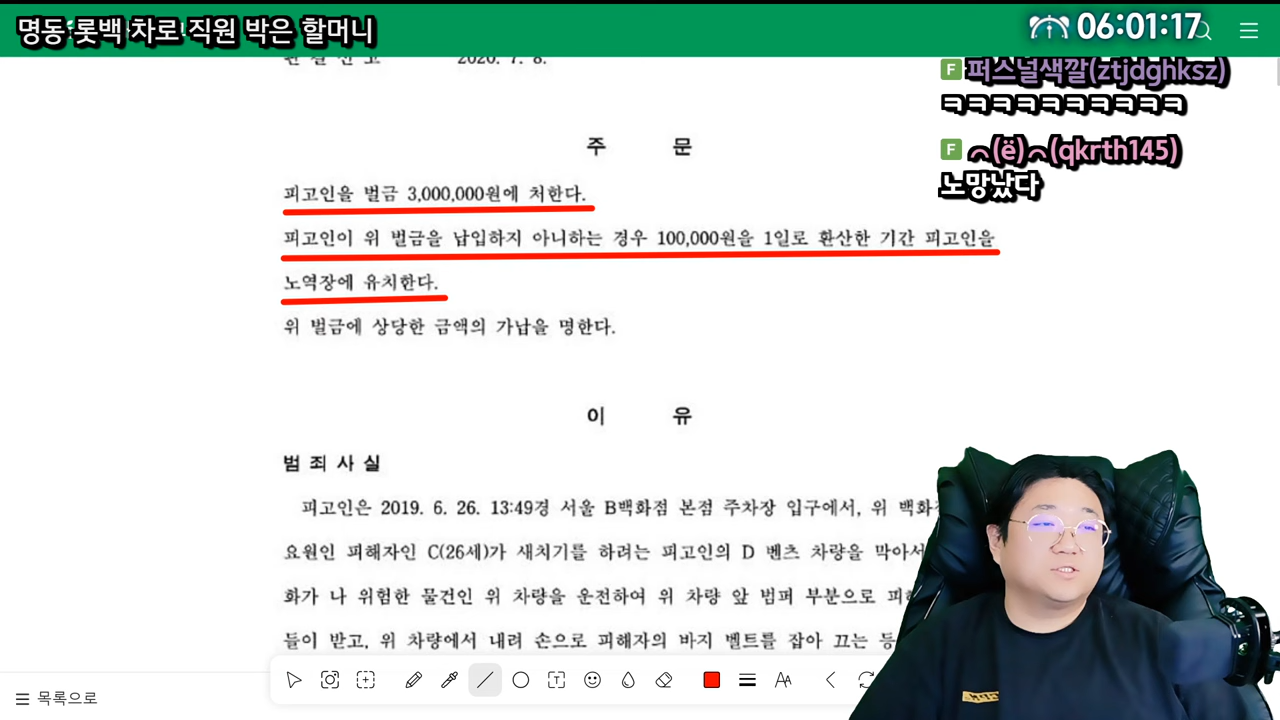 명동 롯백 차로 직원 박은 할머니
06:01:17
2020. 7. 8.
F 퍼스널색깔(ztjdghksz)
ㅋㅋㅋㅋㅋㅋㅋㅋㅋㅋ
F ᴖ(ë)ᴖ(qkrth145)
노망났다
주 문
피고인을 벌금 3,000,000원에 처한다.
피고인이 위 벌금을 납입하지 아니하는 경우 100,000원을 1일로 환산한 기간 피고인을
노역장에 유치한다.
위 벌금에 상당한 금액의 가납을 명한다.
이 유
범 죄 사 실
피고인은 2019. 6. 26. 13:49경 서울 B백화점 본점 주차장 입구에서, 위 백화
요원인 피해자인 C(26세)가 새치기를 하려는 피고인의 D 벤츠 차량을 막아서
화가 나 위험한 물건인 위 차량을 운전하여 위 차량 앞 범퍼 부분으로 피
들이 받고, 위 차량에서 내려 손으로 피해자의 바지 벨트를 잡아 끄는 등
목록으로